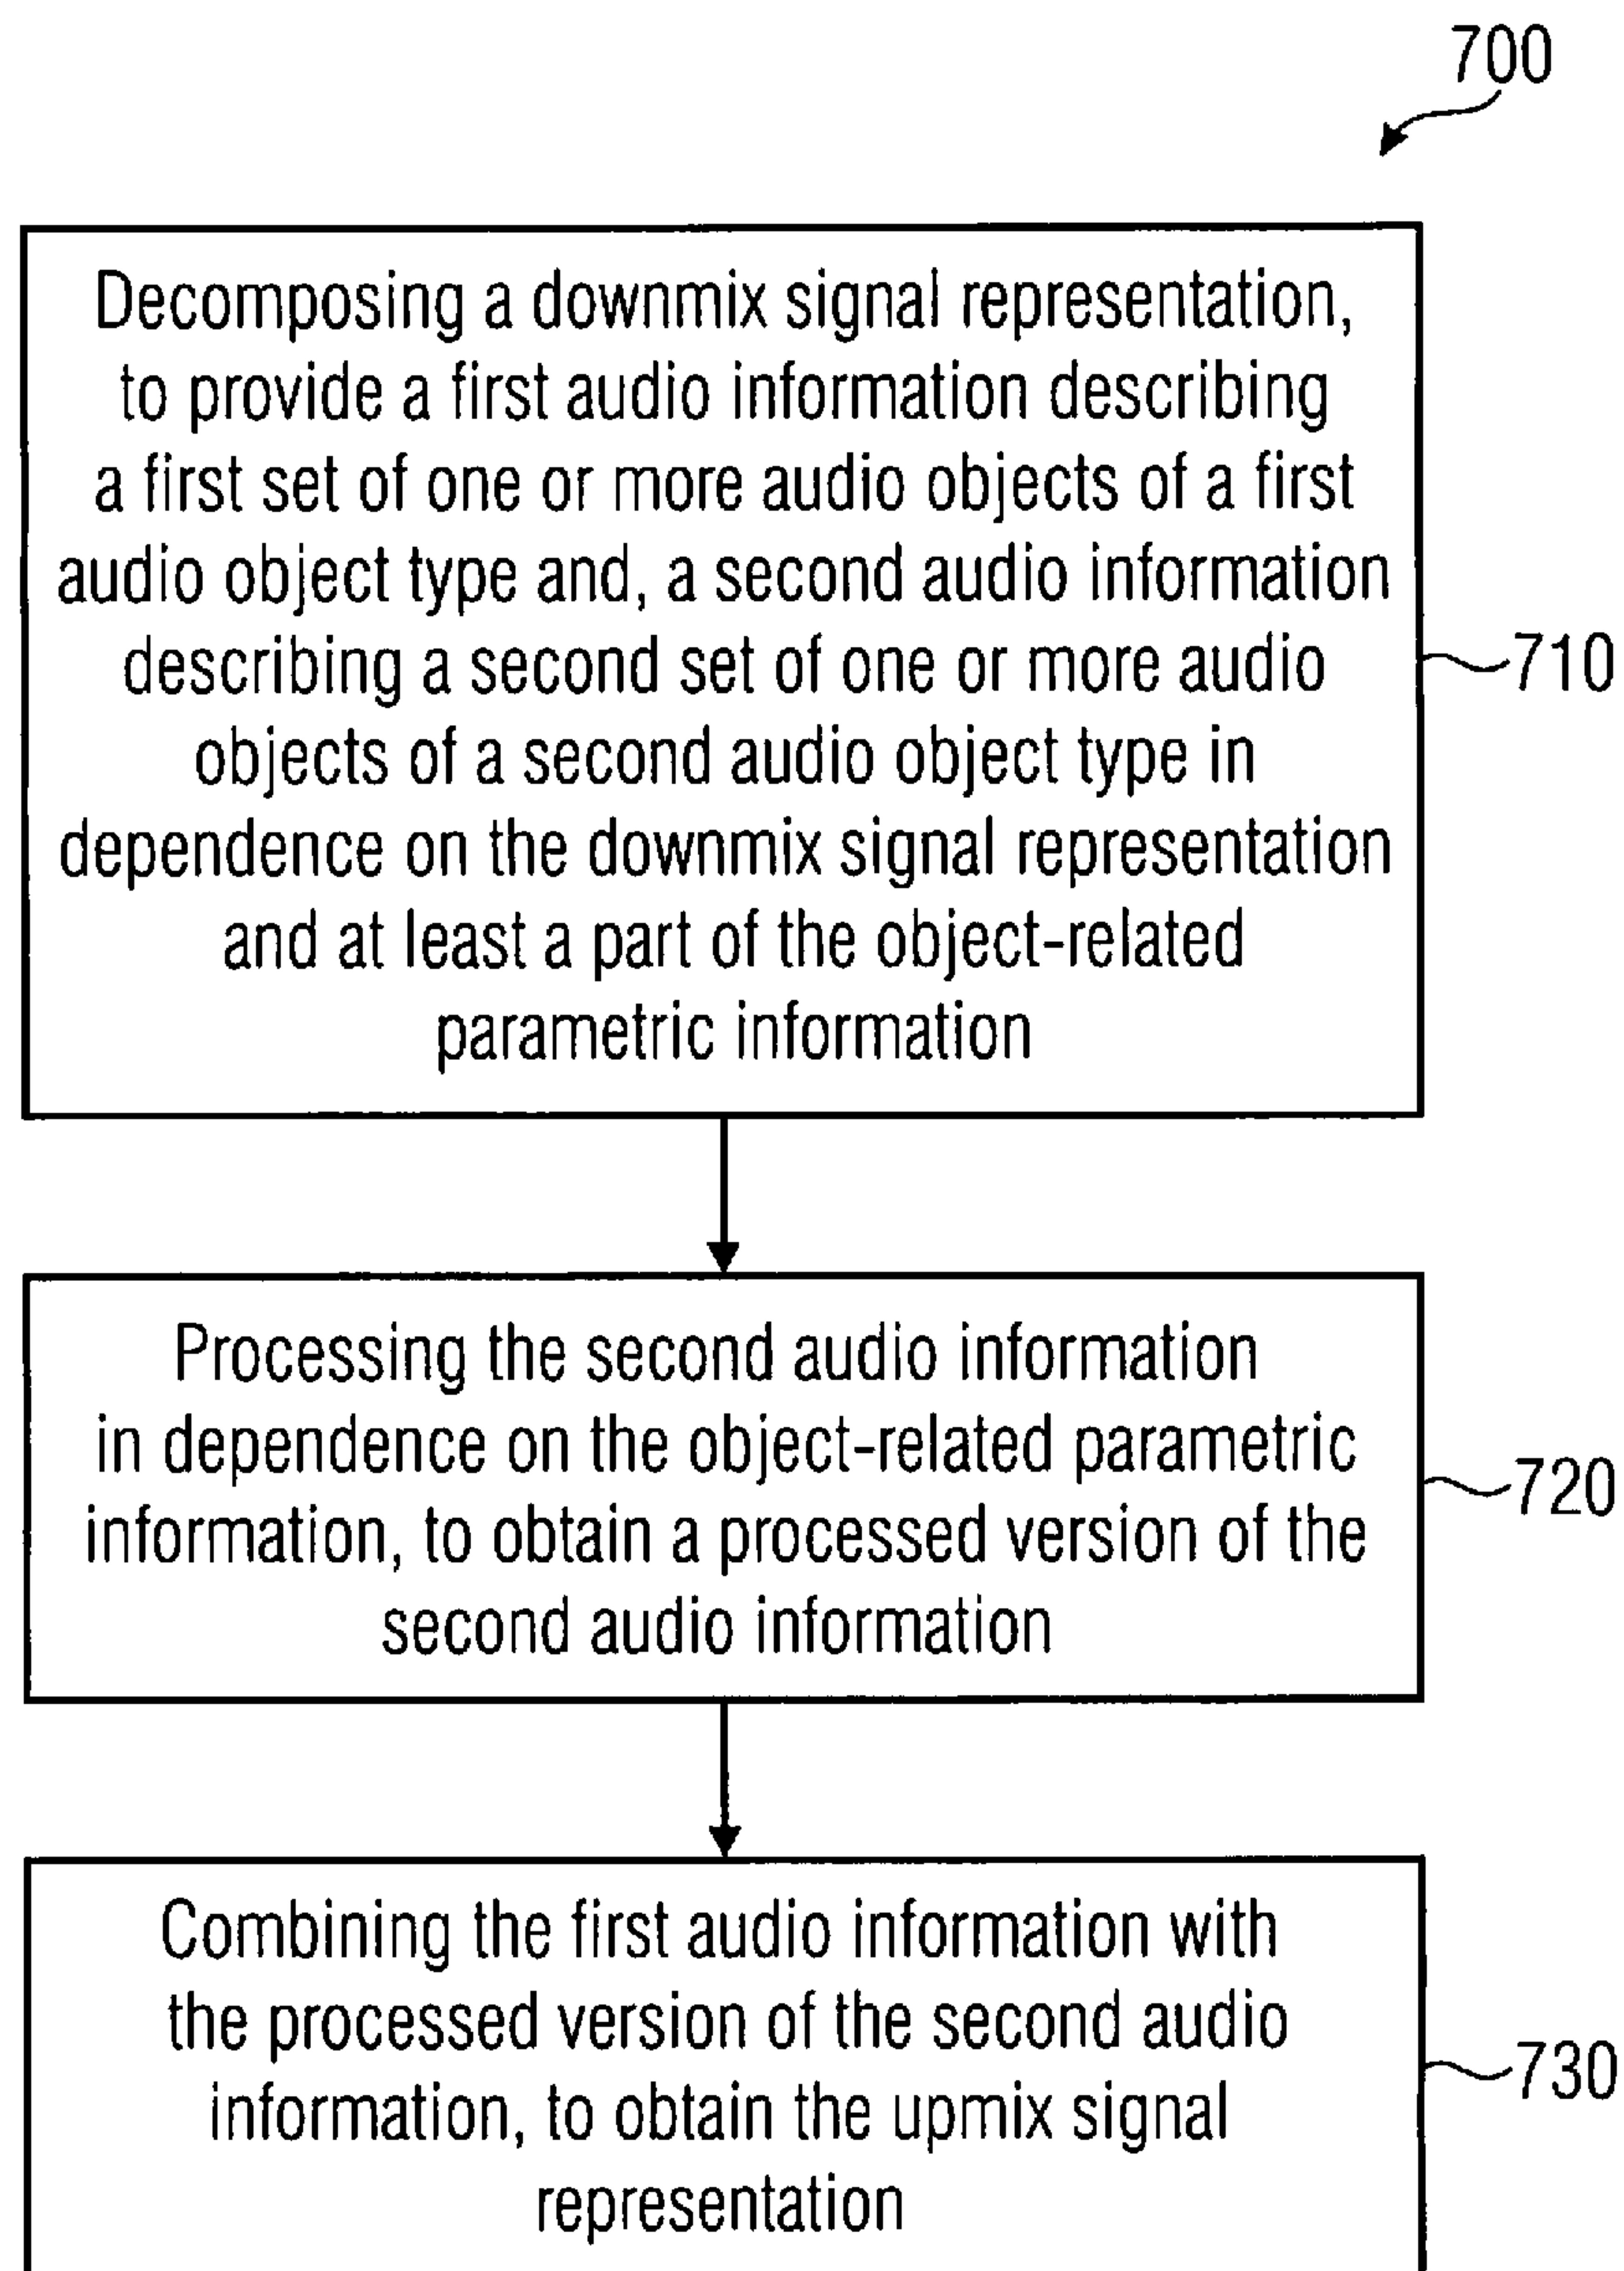 700
Decomposing a downmix signal representation,
to provide a first audio information describing
a first set of one or more audio objects of a first
audio object type and, a second audio information
describing a second set of one or more audio
objects of a second audio object type in
dependence on the downmix signal representation
and at least a part of the object-related
parametric information
710
Processing the second audio information
in dependence on the object-related parametric
information, to obtain a processed version of the
second audio information
720
Combining the first audio information with
the processed version of the second audio
information, to obtain the upmix signal
representation
730